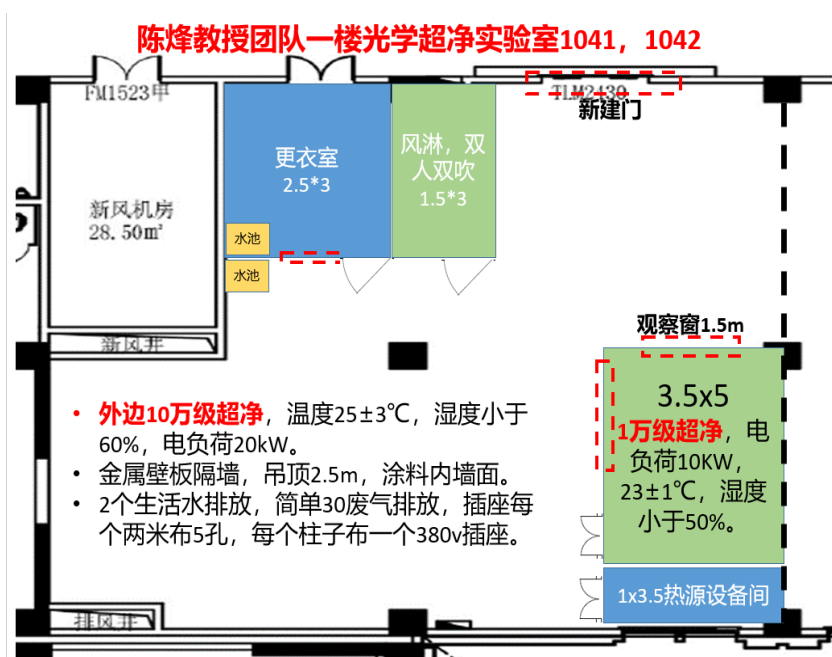 陈烽教授团队一楼光学超净实验室1041，1042
FM1523甲
TLM2430
新建门
更衣室
2.5*3
风淋，双
人双吹
1.5*3
新风机房
28.50㎡
水池
水池
新风井
观察窗1.5m
3.5x5
1万级超净，电
负荷10KW，
23±1℃，湿度
小于50%。
• 外边10万级超净，温度25±3℃，湿度小于
60%，电负荷20kW。
• 金属壁板隔墙，吊顶2.5m，涂料内墙面。
• 2个生活水排放，简单30废气排放，插座每
个两米布5孔，每个柱子布一个380v插座。
1x3.5热源设备间
排风井